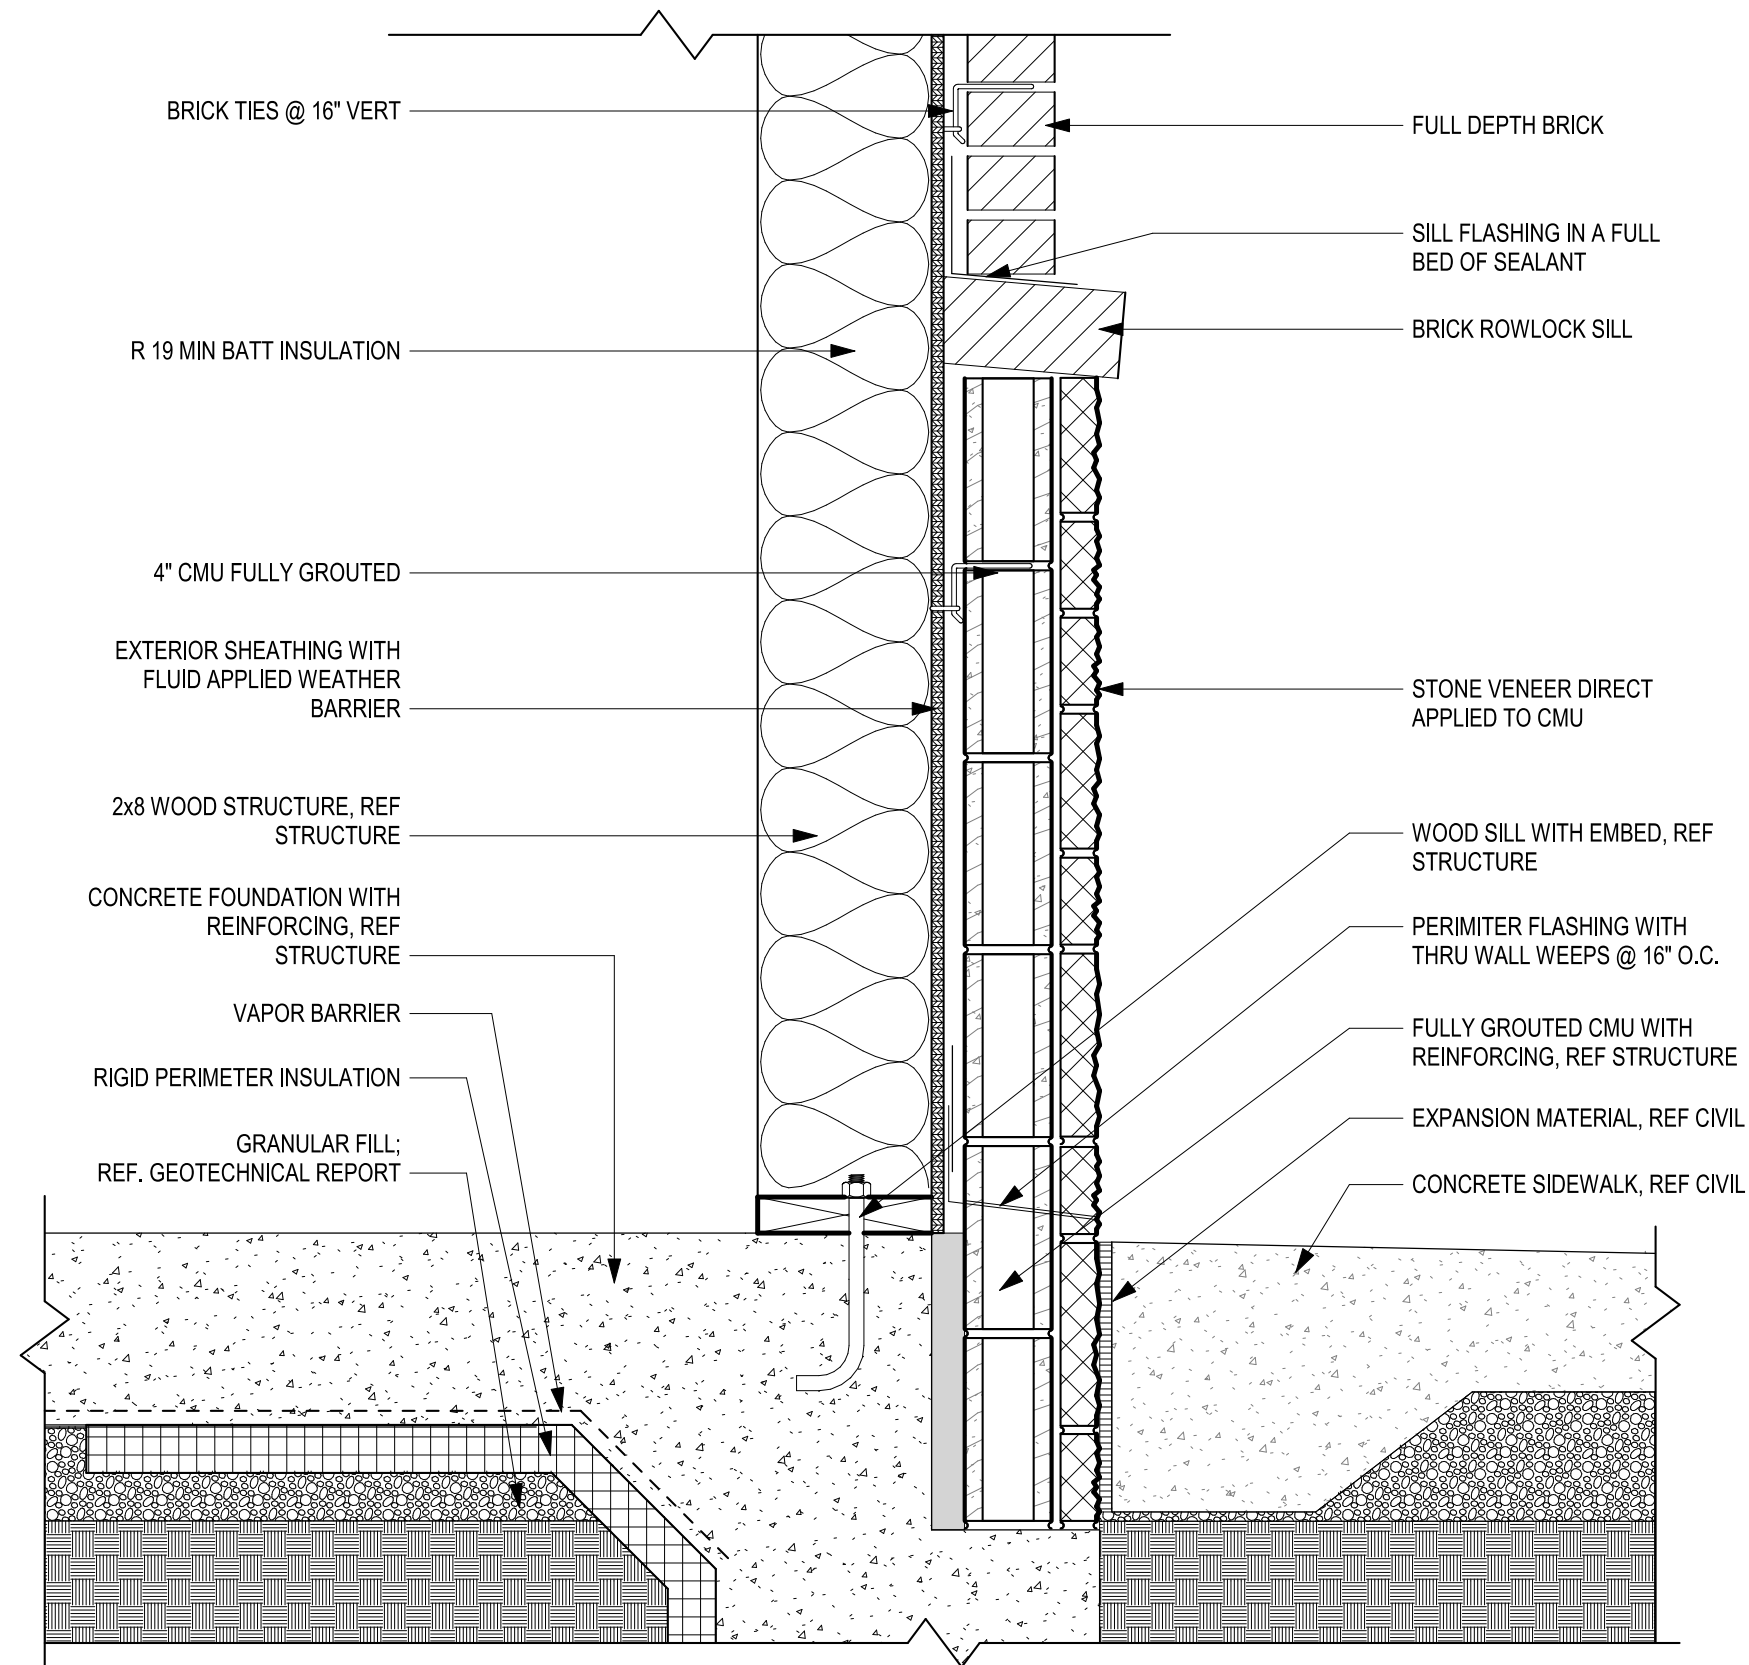 BRICK TIES @ 16" VERT
R 19 MIN BATT INSULATION
4" CMU FULLY GROUTED
EXTERIOR SHEATHING WITH
FLUID APPLIED WEATHER
BARRIER
2x8 WOOD STRUCTURE, REF
STRUCTURE
CONCRETE FOUNDATION WITH
REINFORCING, REF
STRUCTURE
VAPOR BARRIER
RIGID PERIMETER INSULATION
GRANULAR FILL;
REF. GEOTECHNICAL REPORT
FULL DEPTH BRICK
SILL FLASHING IN A FULL
BED OF SEALANT
BRICK ROWLOCK SILL
STONE VENEER DIRECT
APPLIED TO CMU
WOOD SILL WITH EMBED, REF
STRUCTURE
PERIMITER FLASHING WITH
THRU WALL WEEPS @ 16" O.C.
FULLY GROUTED CMU WITH
REINFORCING, REF STRUCTURE
EXPANSION MATERIAL, REF CIVIL
CONCRETE SIDEWALK, REF CIVIL